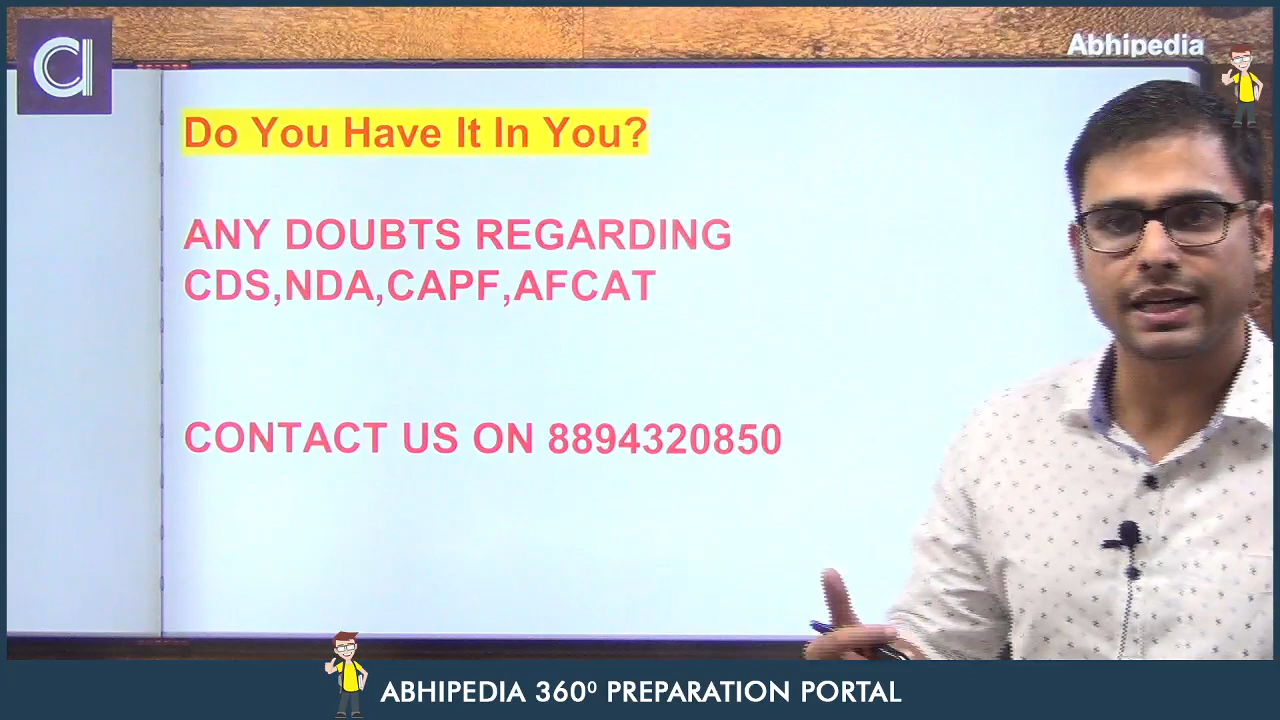 Abhipedia
Do You Have It In You?
ANY DOUBTS REGARDING
CDS,NDA,CAPF,AFCAT
CONTACT US ON 8894320850
ABHIPEDIA 360º PREPARATION PORTAL